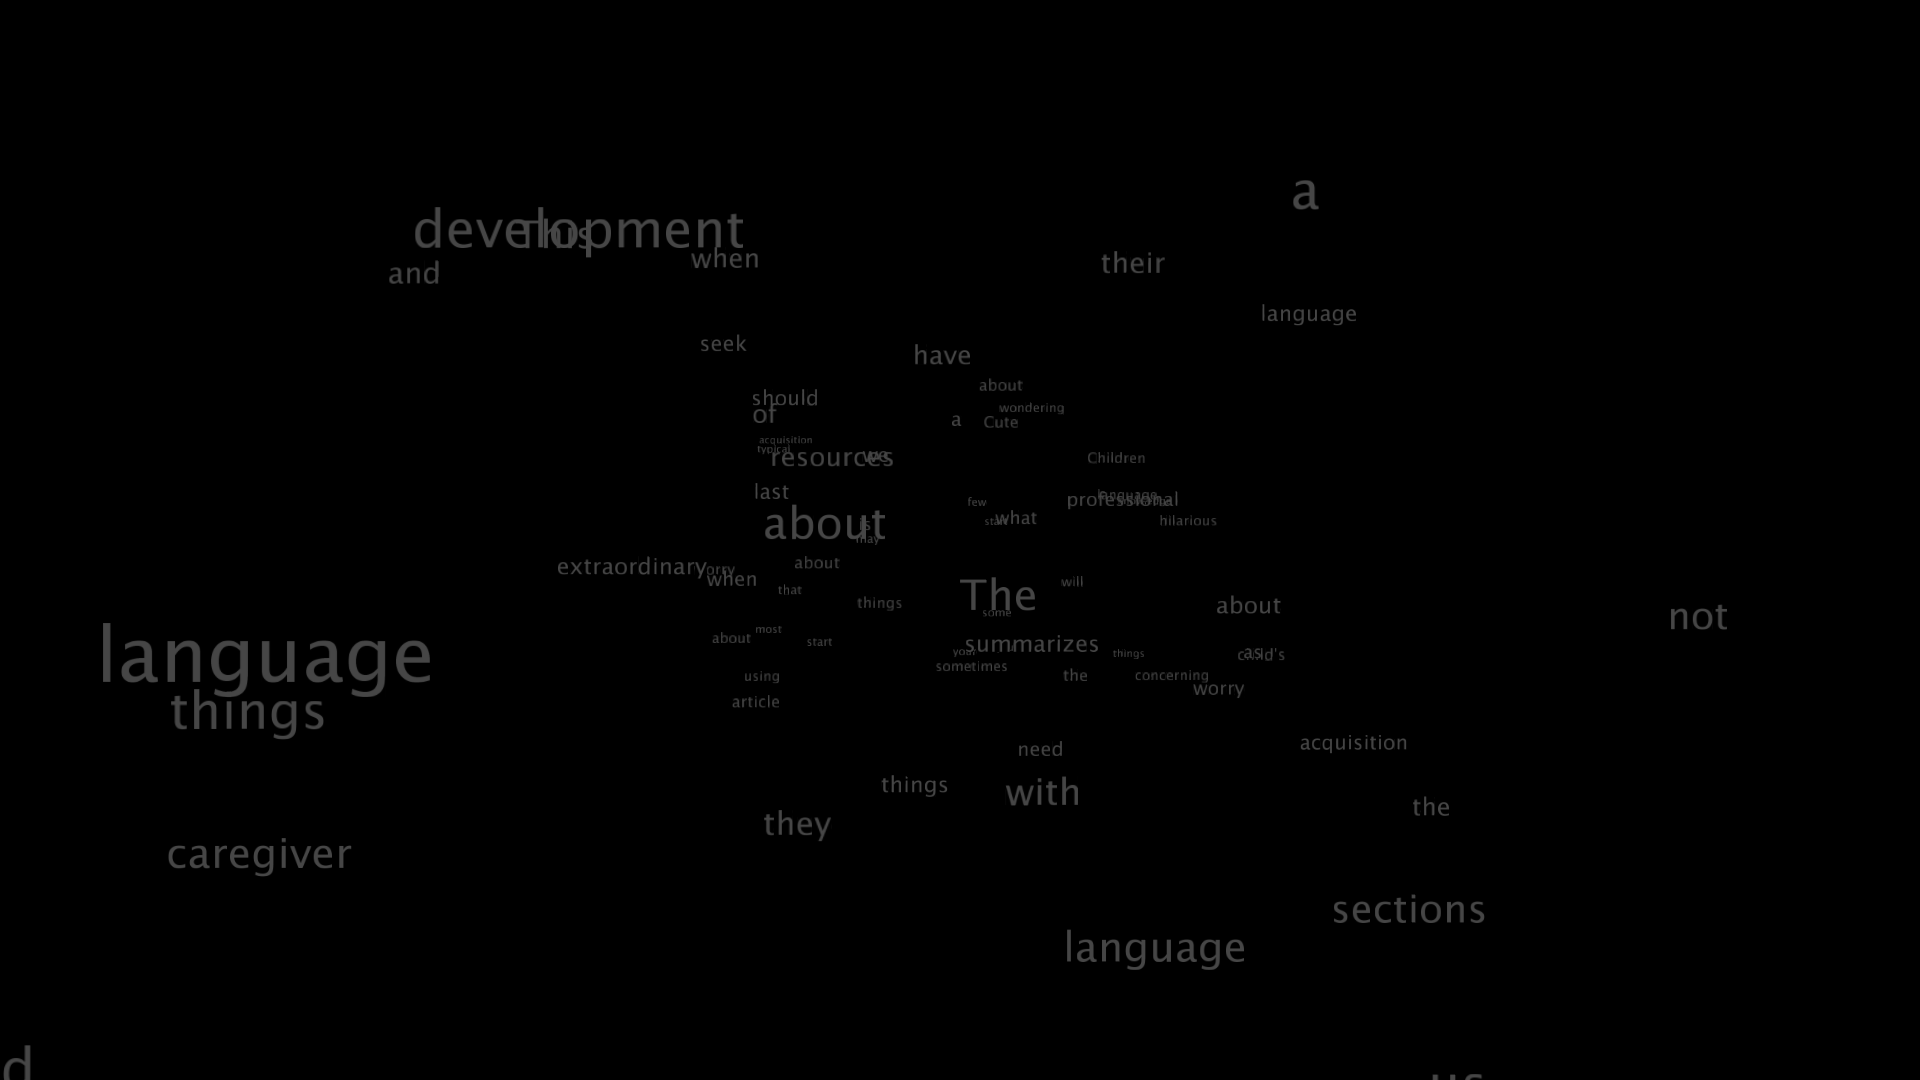 a
development
This
when
their
and
language
seek
have
about
should
wondering
of
a
Cute
acquisition
typical
resources
we
Children
last
language
professional
few
what
start
hilarious
about
is
may
about
extraordinary
when
that
will
things
The
about
some
not
most
about
start
summarizes
language
your
things
as
child's
sometimes
using
the
concerning
worry
things
article
acquisition
need
things
with
the
they
caregiver
sections
language